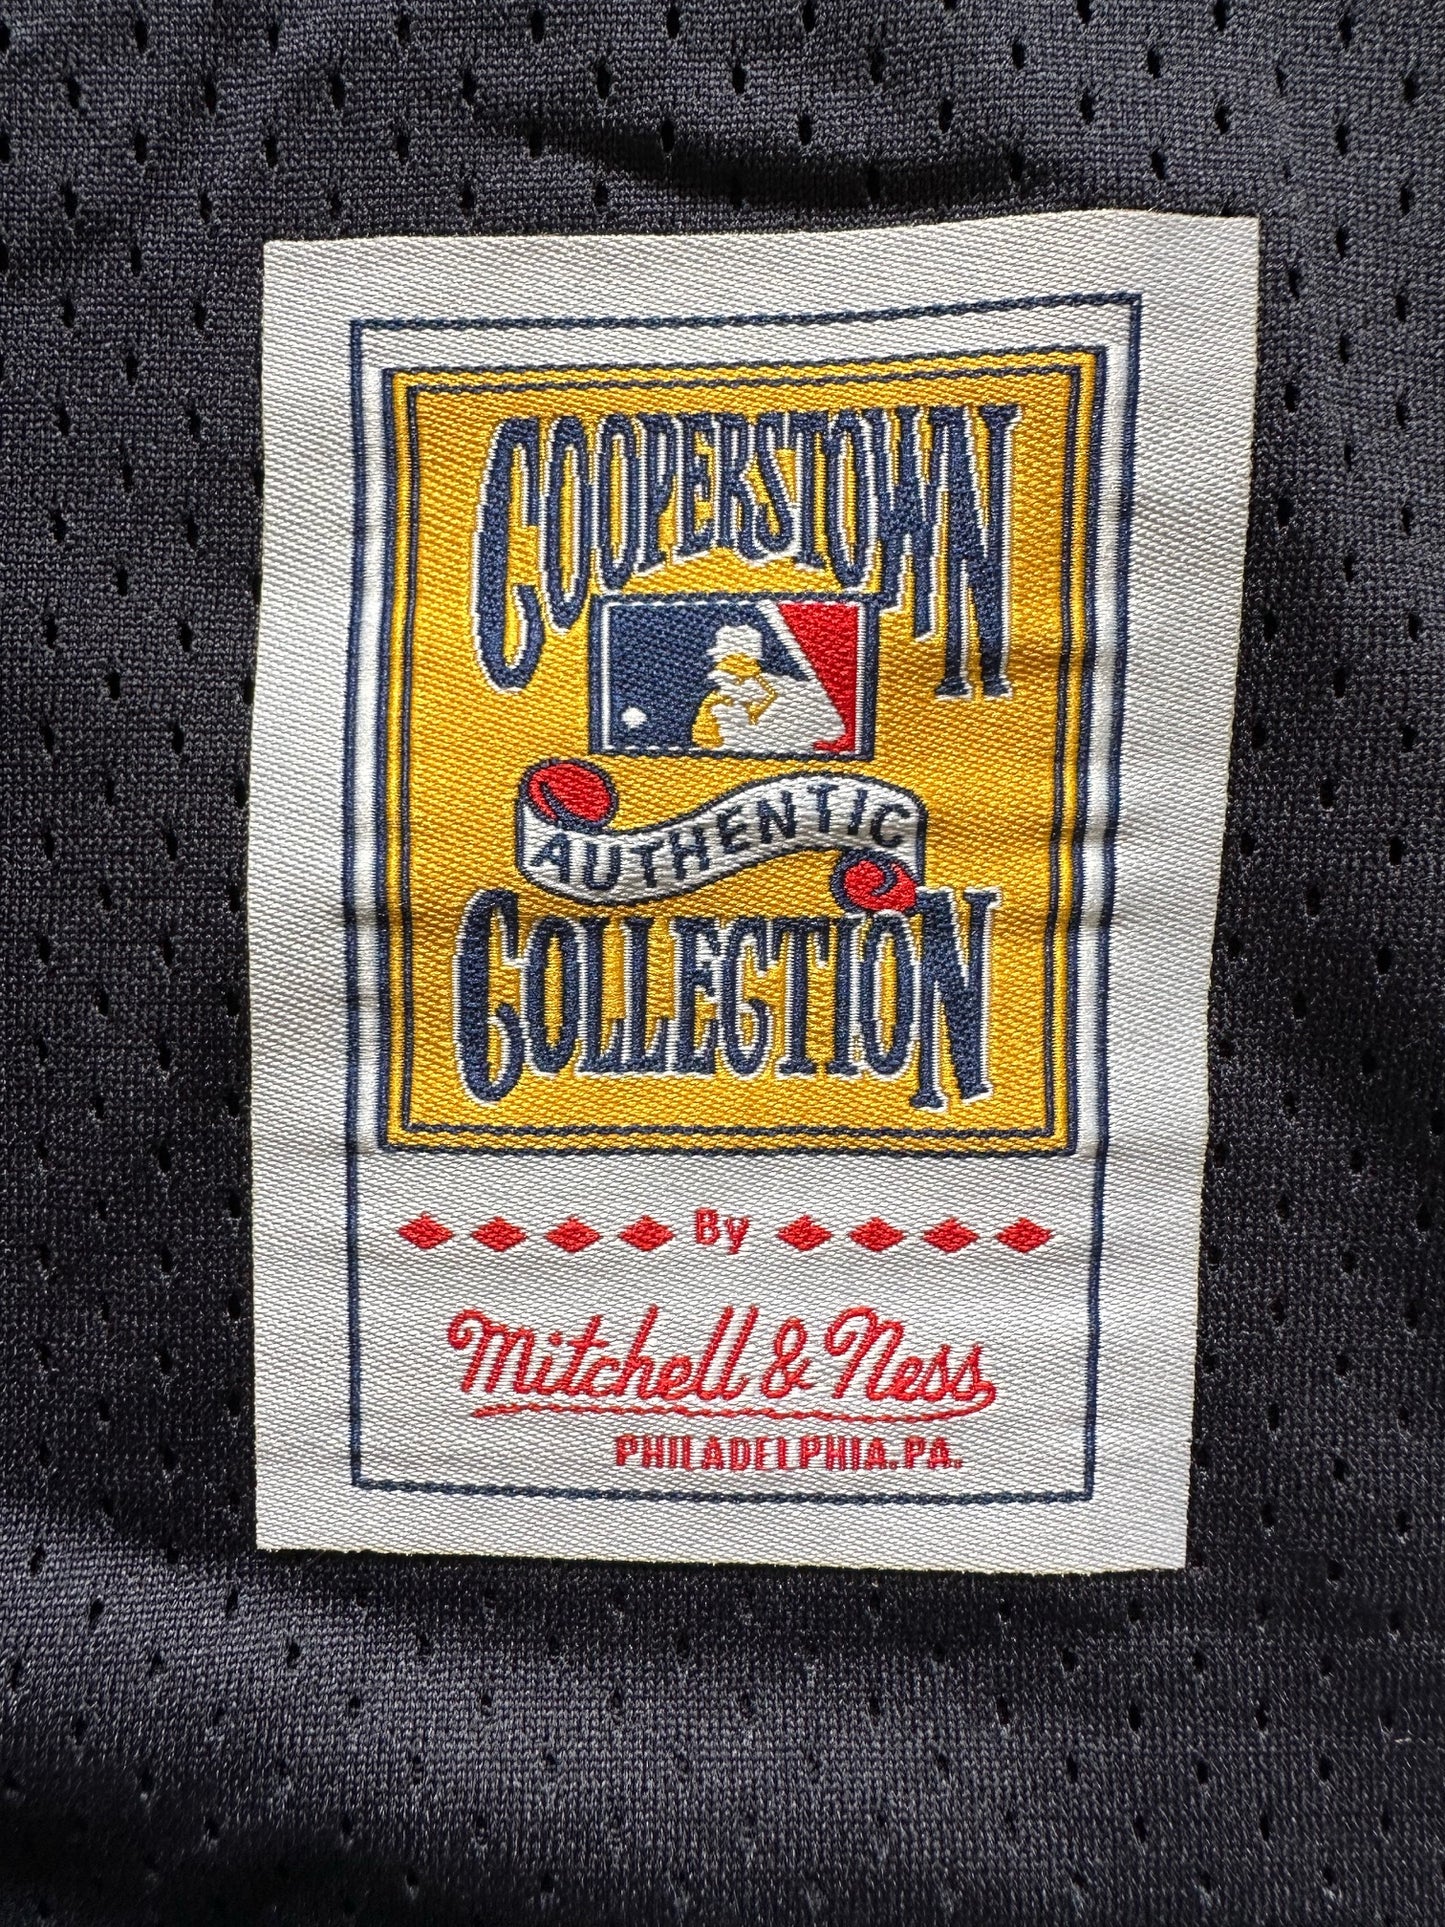 COOPERSTOWN
AUTHENTIC
COLLECTION
By
Mitchell & Ness
PHILADELPHIA.PA.